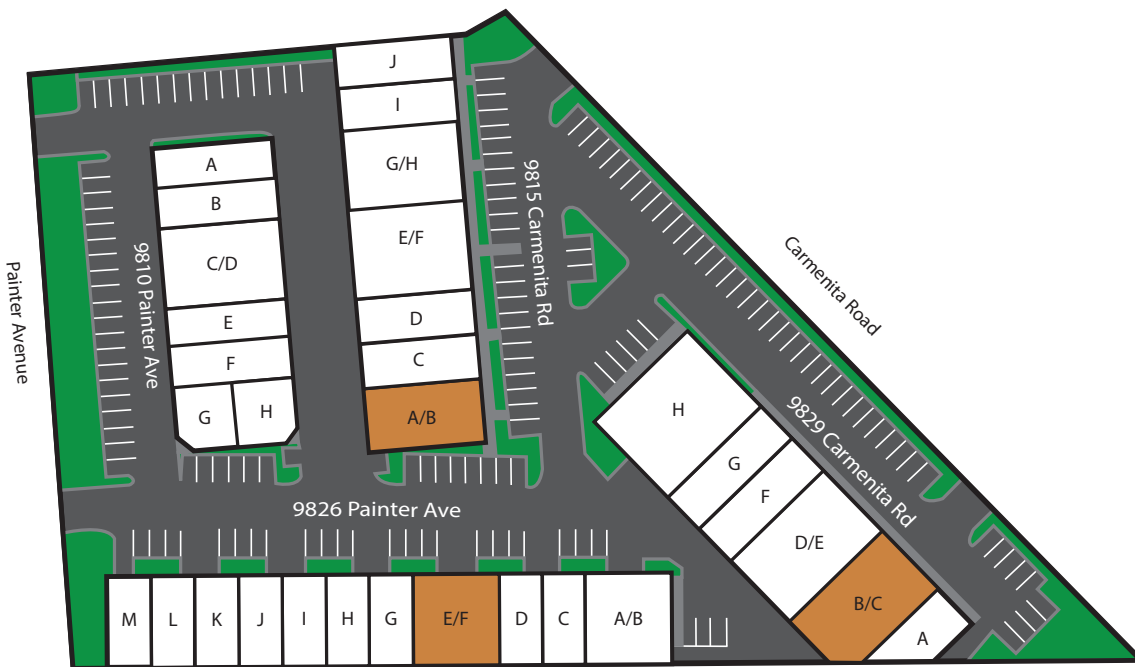 Painter Avenue
9810 Painter Ave
A
B
C/D
E
F
G
H
J
I
G/H
E/F
D
C
A/B
9815 Carmenita Rd
Carmenita Road
9829 Carmenita Rd
H
G
F
D/E
B/C
A
9826 Painter Ave
M
L
K
J
I
H
G
E/F
D
C
A/B